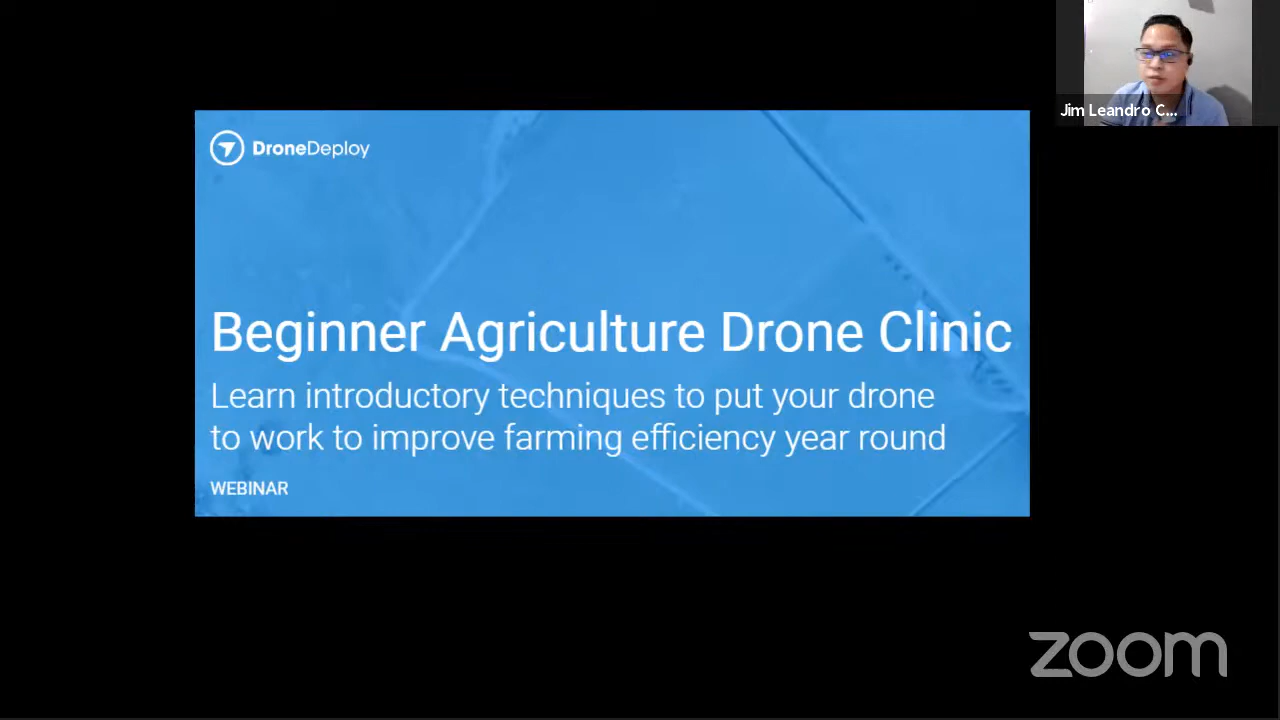 Jim Leandro C...
DroneDeploy
Beginner Agriculture Drone Clinic
Learn introductory techniques to put your drone
to work to improve farming efficiency year round
WEBINAR
zoom